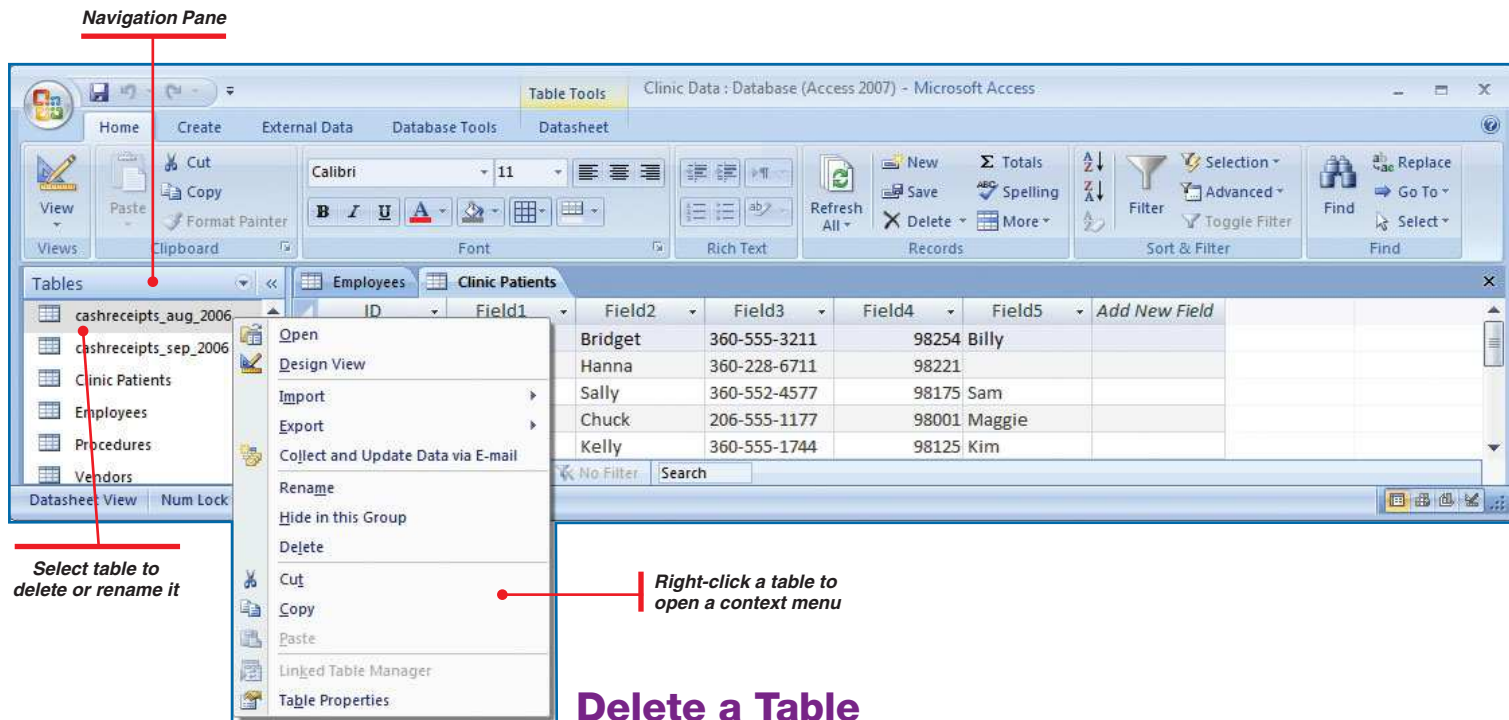 Navigation Pane
Table Tools
Clinic Data : Database (Access 2007) - Microsoft Access
Home Create External Data Database Tools Datasheet
View
Views
Paste
Cut
Copy
Format Painter
Clipboard
Calibri 11
B I U A
Font
Rich Text
Refresh All
New
Save
Delete
Σ Totals
Spelling
More
Records
Filter
Selection
Advanced
Toggle Filter
Sort & Filter
Find
Replace
Go To
Select
Find
Tables
Employees Clinic Patients
cashreceipts_aug_2006
cashreceipts_sep_2006
Clinic Patients
Employees
Procedures
Vendors
ID Field1 Field2 Field3 Field4 Field5 Add New Field
Bridget 360-555-3211 98254 Billy
Hanna 360-228-6711 98221
Sally 360-552-4577 98175 Sam
Chuck 206-555-1177 98001 Maggie
Kelly 360-555-1744 98125 Kim
No Filter Search
Datasheet View Num Lock
Open
Design View
Import
Export
Collect and Update Data via E-mail
Rename
Hide in this Group
Delete
Cut
Copy
Paste
Linked Table Manager
Table Properties
Select table to
delete or rename it
Right-click a table to
open a context menu
Delete a Table